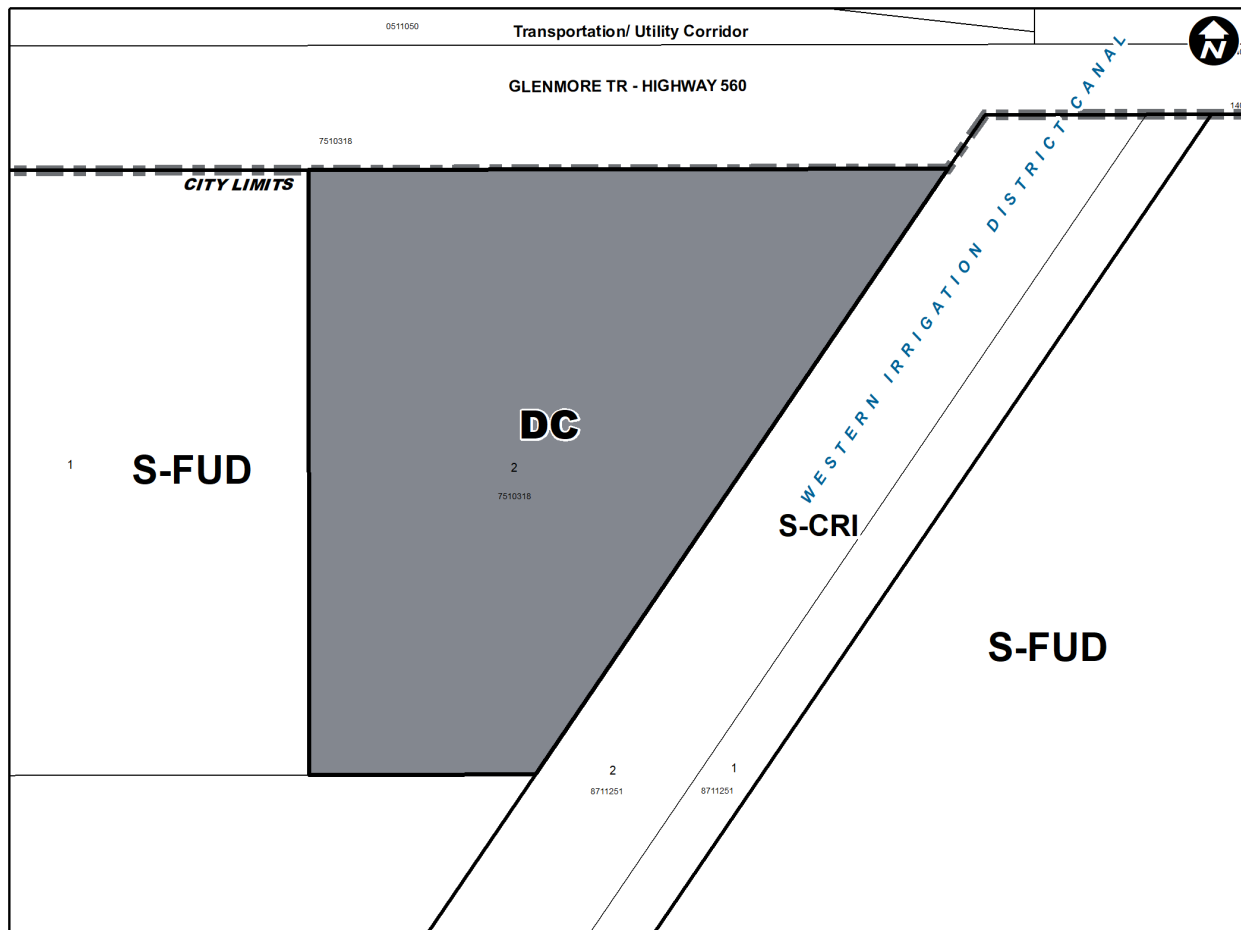 0511050
Transportation/ Utility Corridor
N
GLENMORE TR - HIGHWAY 560
7510318
CITY LIMITS
WESTERN IRRIGATION DISTRICT CANAL
DC
1
S-FUD
2
7510318
S-CRI
S-FUD
2
1
8711251
8711251